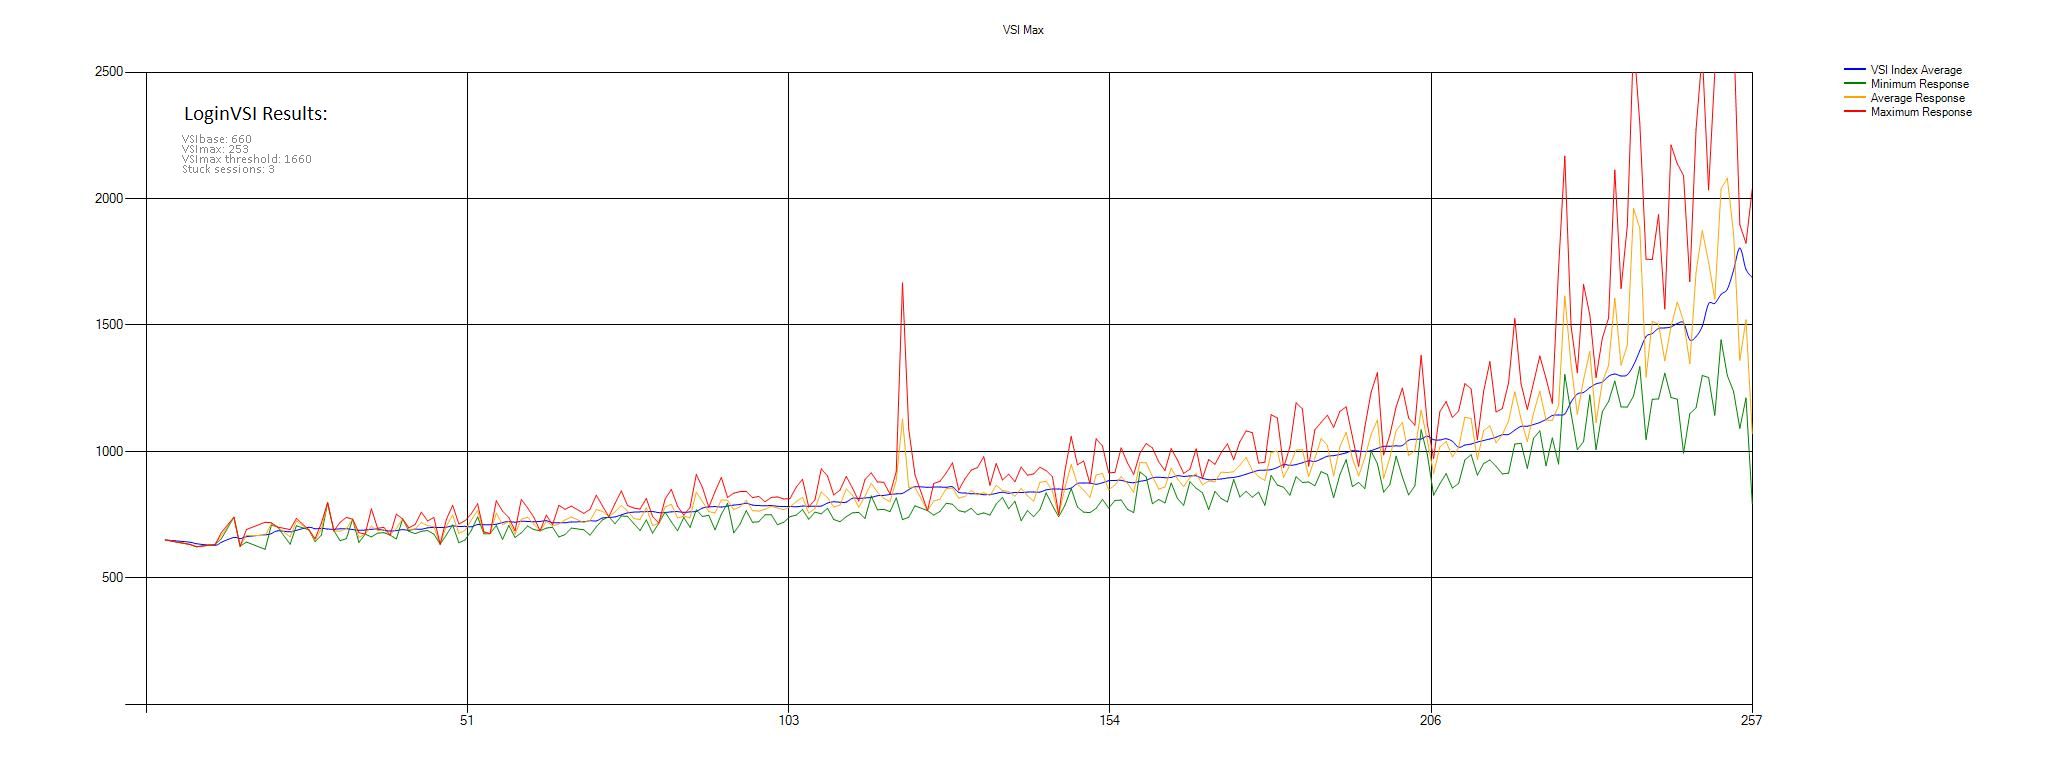 VSI Max
2500
2000
1500
1000
500
51
103
154
206
257
LoginVSI Results:
VSIbase: 660
VSImax: 253
VSImax threshold: 1660
Stuck sessions: 3
VSI Index Average
Minimum Response
Average Response
Maximum Response